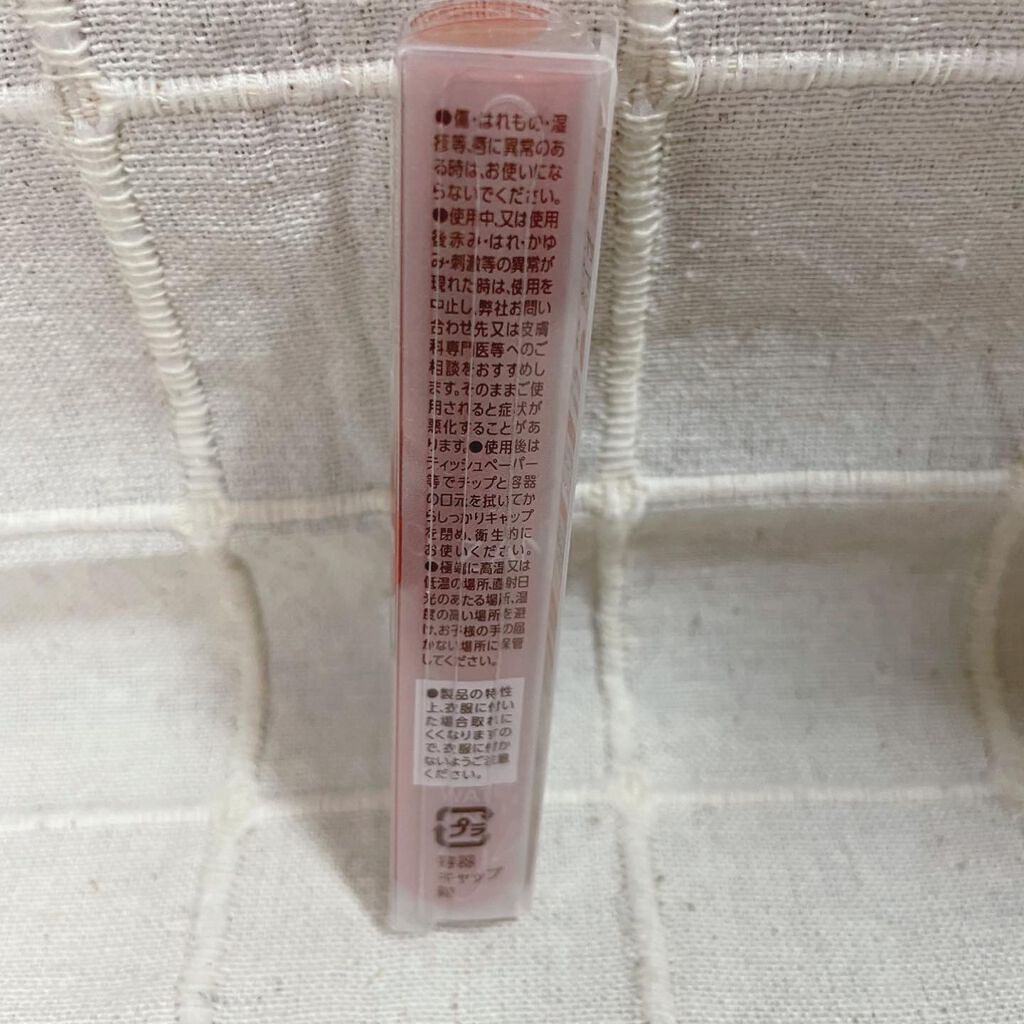 ●傷・はれもの・湿
疹等、唇に異常のあ
る時は、お使いにな
らないでください。
●使用中、又は使用
後赤み・はれ・かゆ
み・刺激等の異常が
現れた時は、使用を
中止し、弊社お問い
合わせ先又は皮膚
科専門医等へのご
相談をおすすめし
ます。そのままご使
用されると症状が
悪化することがあ
ります。●使用後は
ティッシュペーパー
等でチップと容器
の口元を拭いてか
らしっかりキャップ
を閉め、衛生的に
お使いください。
●極端に高温又は
低温の場所、直射日
光のあたる場所、湿
度の高い場所を避
け、お子様の手の届
かない場所に保管
してください。
●製品の特性
上、衣服に付い
た場合取れに
くくなりますの
で、衣服に付か
ないようご注意
ください。
プラ
容器
キャップ